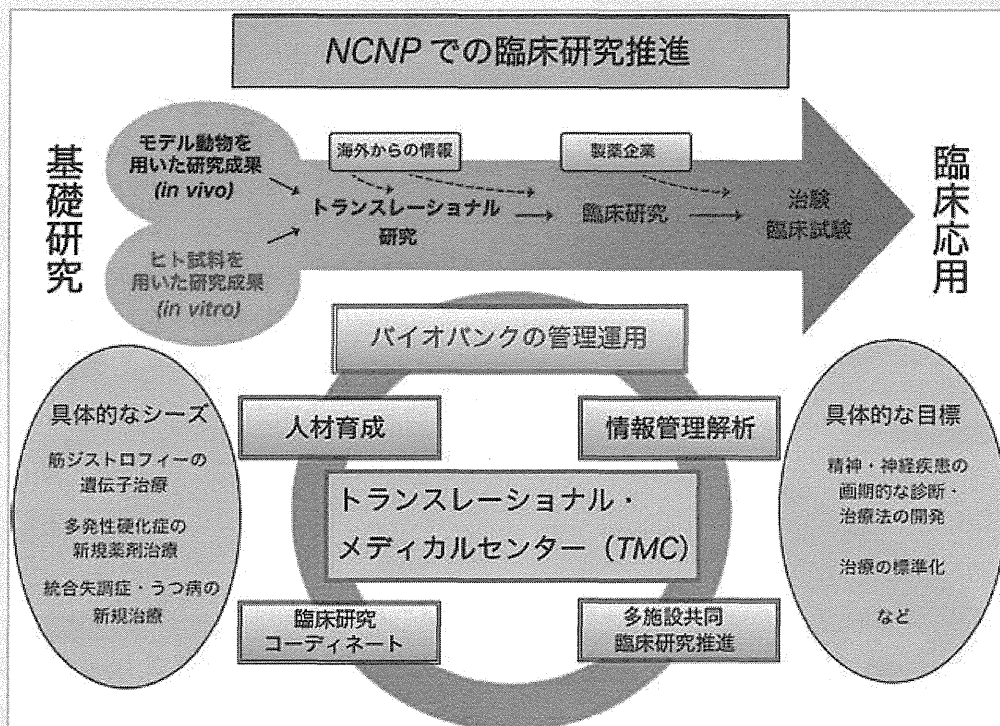 NCNP での臨床研究推進
基礎研究
モデル動物を
用いた研究成果
(in vivo)
ヒト試料を
用いた研究成果
(in vitro)
海外からの情報
製薬企業
トランスレーショナル
研究
臨床研究
治験
臨床試験
臨床応用
バイオバンクの管理運用
人材育成
情報管理解析
トランスレーショナル・
メディカルセンター（TMC）
臨床研究
コーディネート
多施設共同
臨床研究推進
具体的なシーズ
筋ジストロフィーの
遺伝子治療
多発性硬化症の
新規薬剤治療
統合失調症・うつ病の
新規治療
具体的な目標
精神・神経疾患の
画期的な診断・
治療法の開発
治療の標準化
など